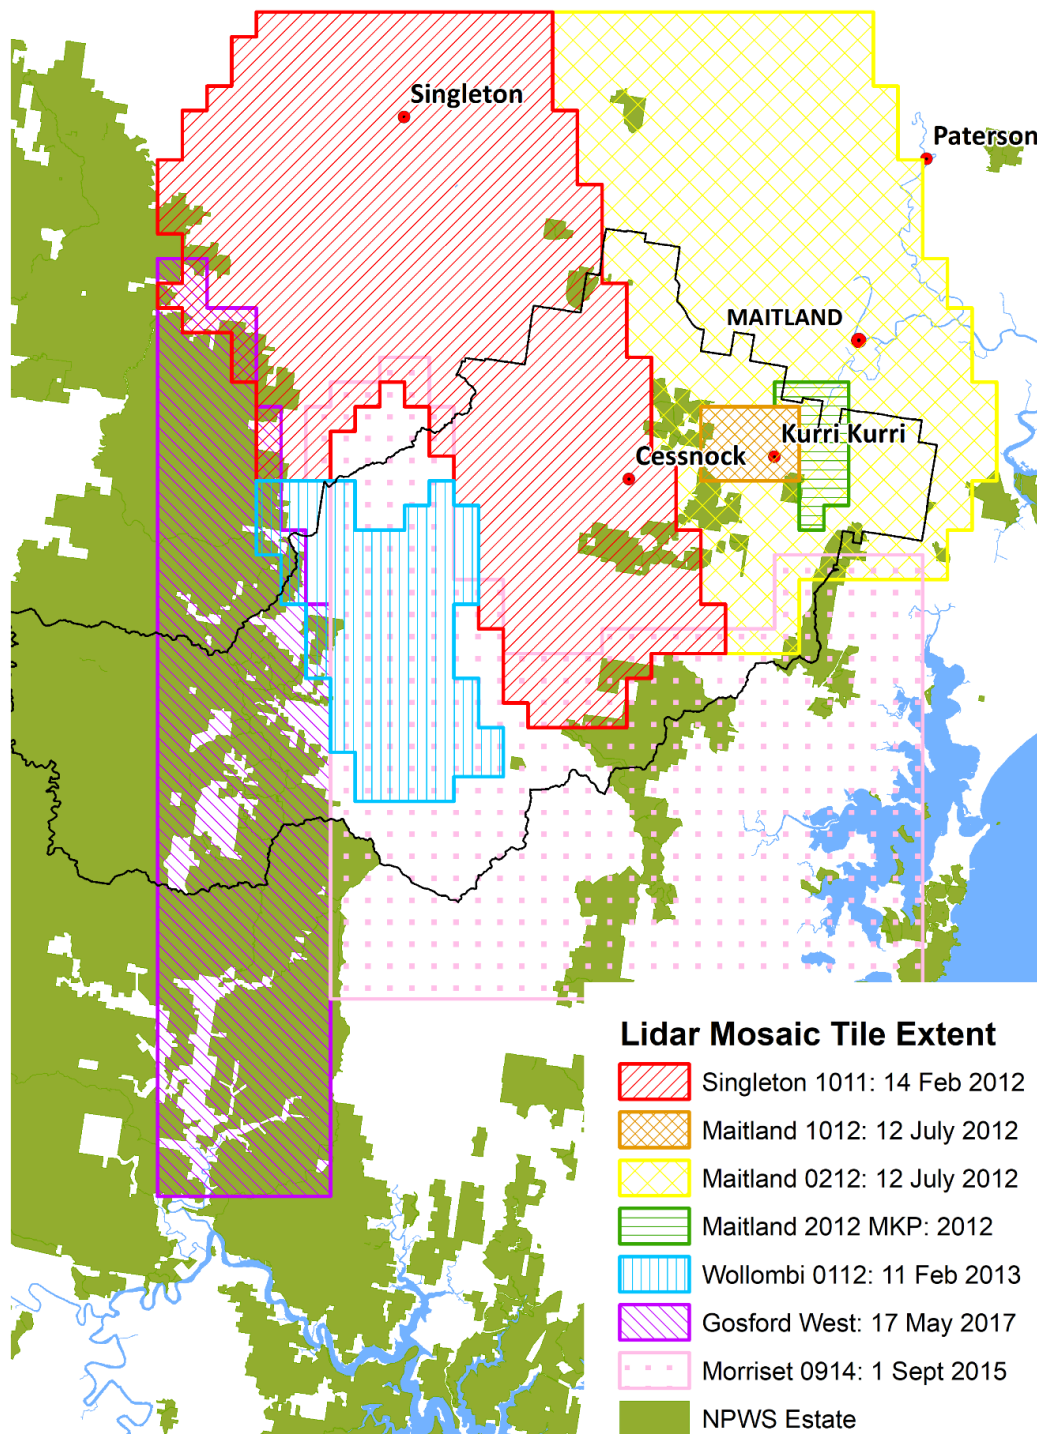 Singleton
Paterson
MAITLAND
Kurri Kurri
Cessnock
Lidar Mosaic Tile Extent
Singleton 1011: 14 Feb 2012
Maitland 1012: 12 July 2012
Maitland 0212: 12 July 2012
Maitland 2012 MKP: 2012
Wollombi 0112: 11 Feb 2013
Gosford West: 17 May 2017
Morriset 0914: 1 Sept 2015
NPWS Estate